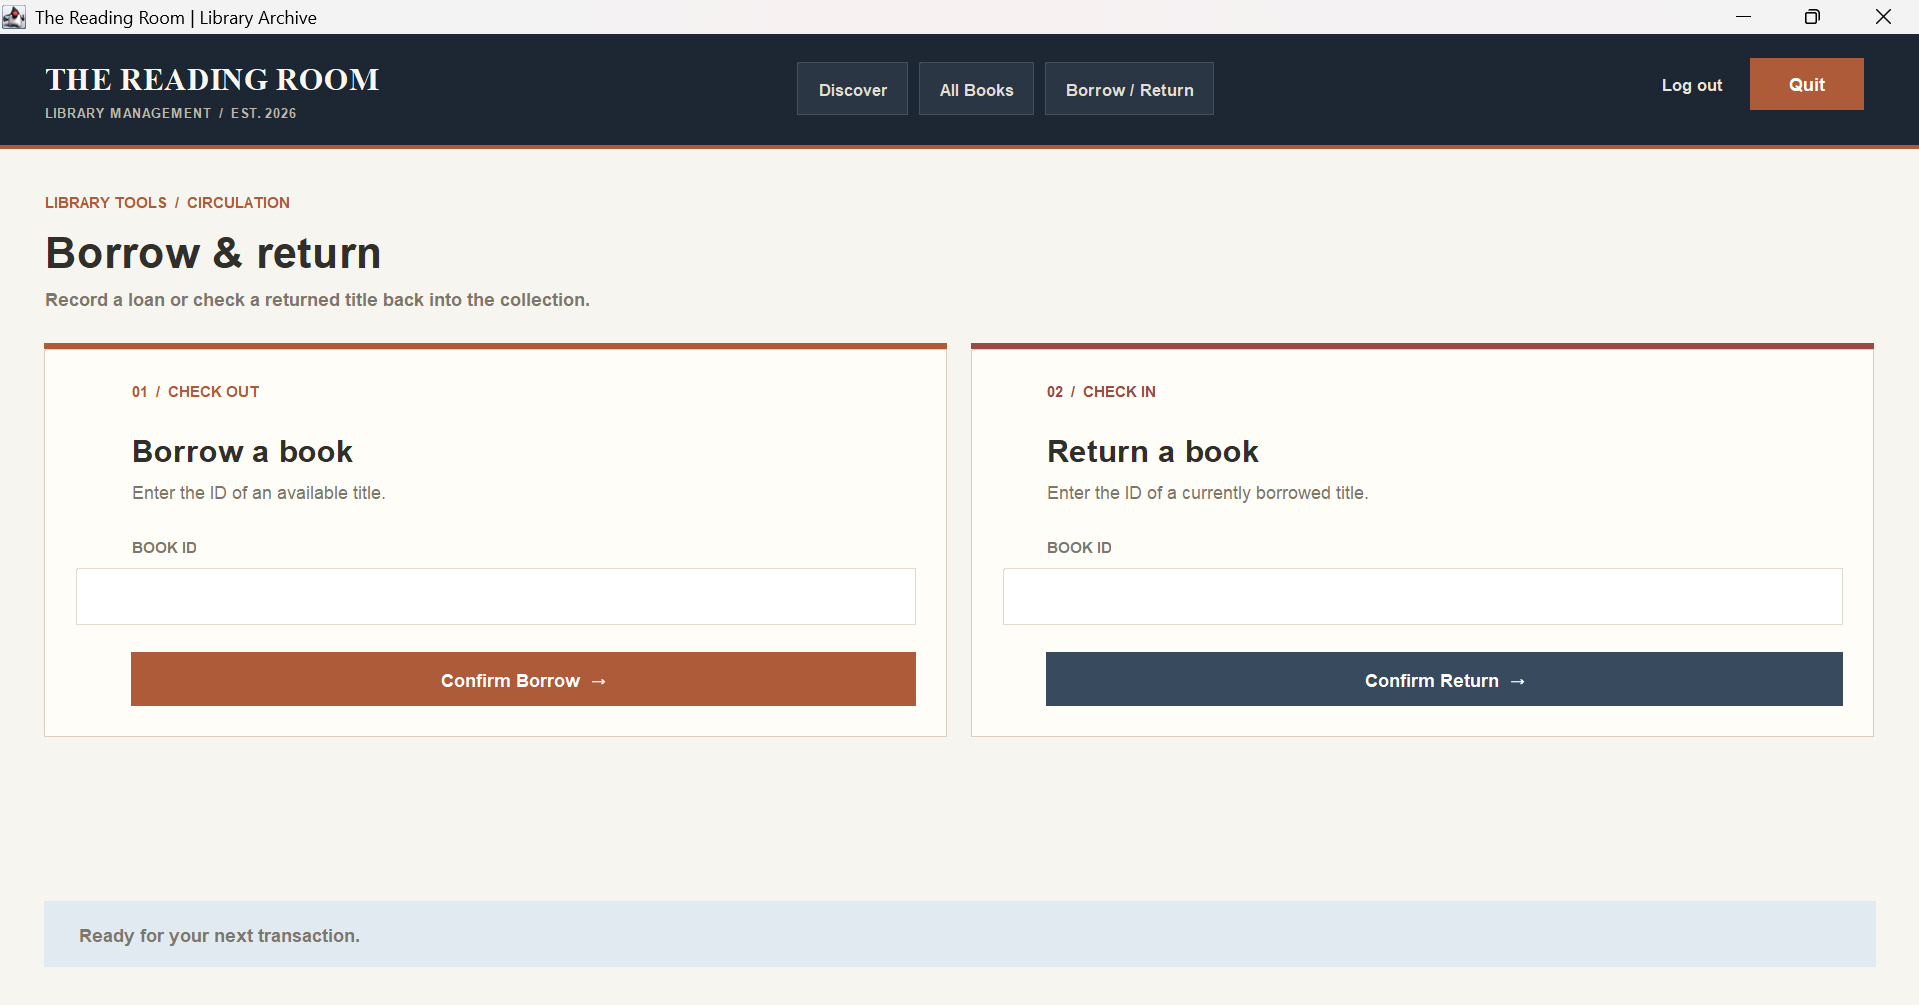 The Reading Room | Library Archive
THE READING ROOM
LIBRARY MANAGEMENT / EST. 2026
Discover
All Books
Borrow / Return
Log out
Quit
LIBRARY TOOLS / CIRCULATION
Borrow & return
Record a loan or check a returned title back into the collection.
01 / CHECK OUT
Borrow a book
Enter the ID of an available title.
BOOK ID
Confirm Borrow →
02 / CHECK IN
Return a book
Enter the ID of a currently borrowed title.
BOOK ID
Confirm Return →
Ready for your next transaction.